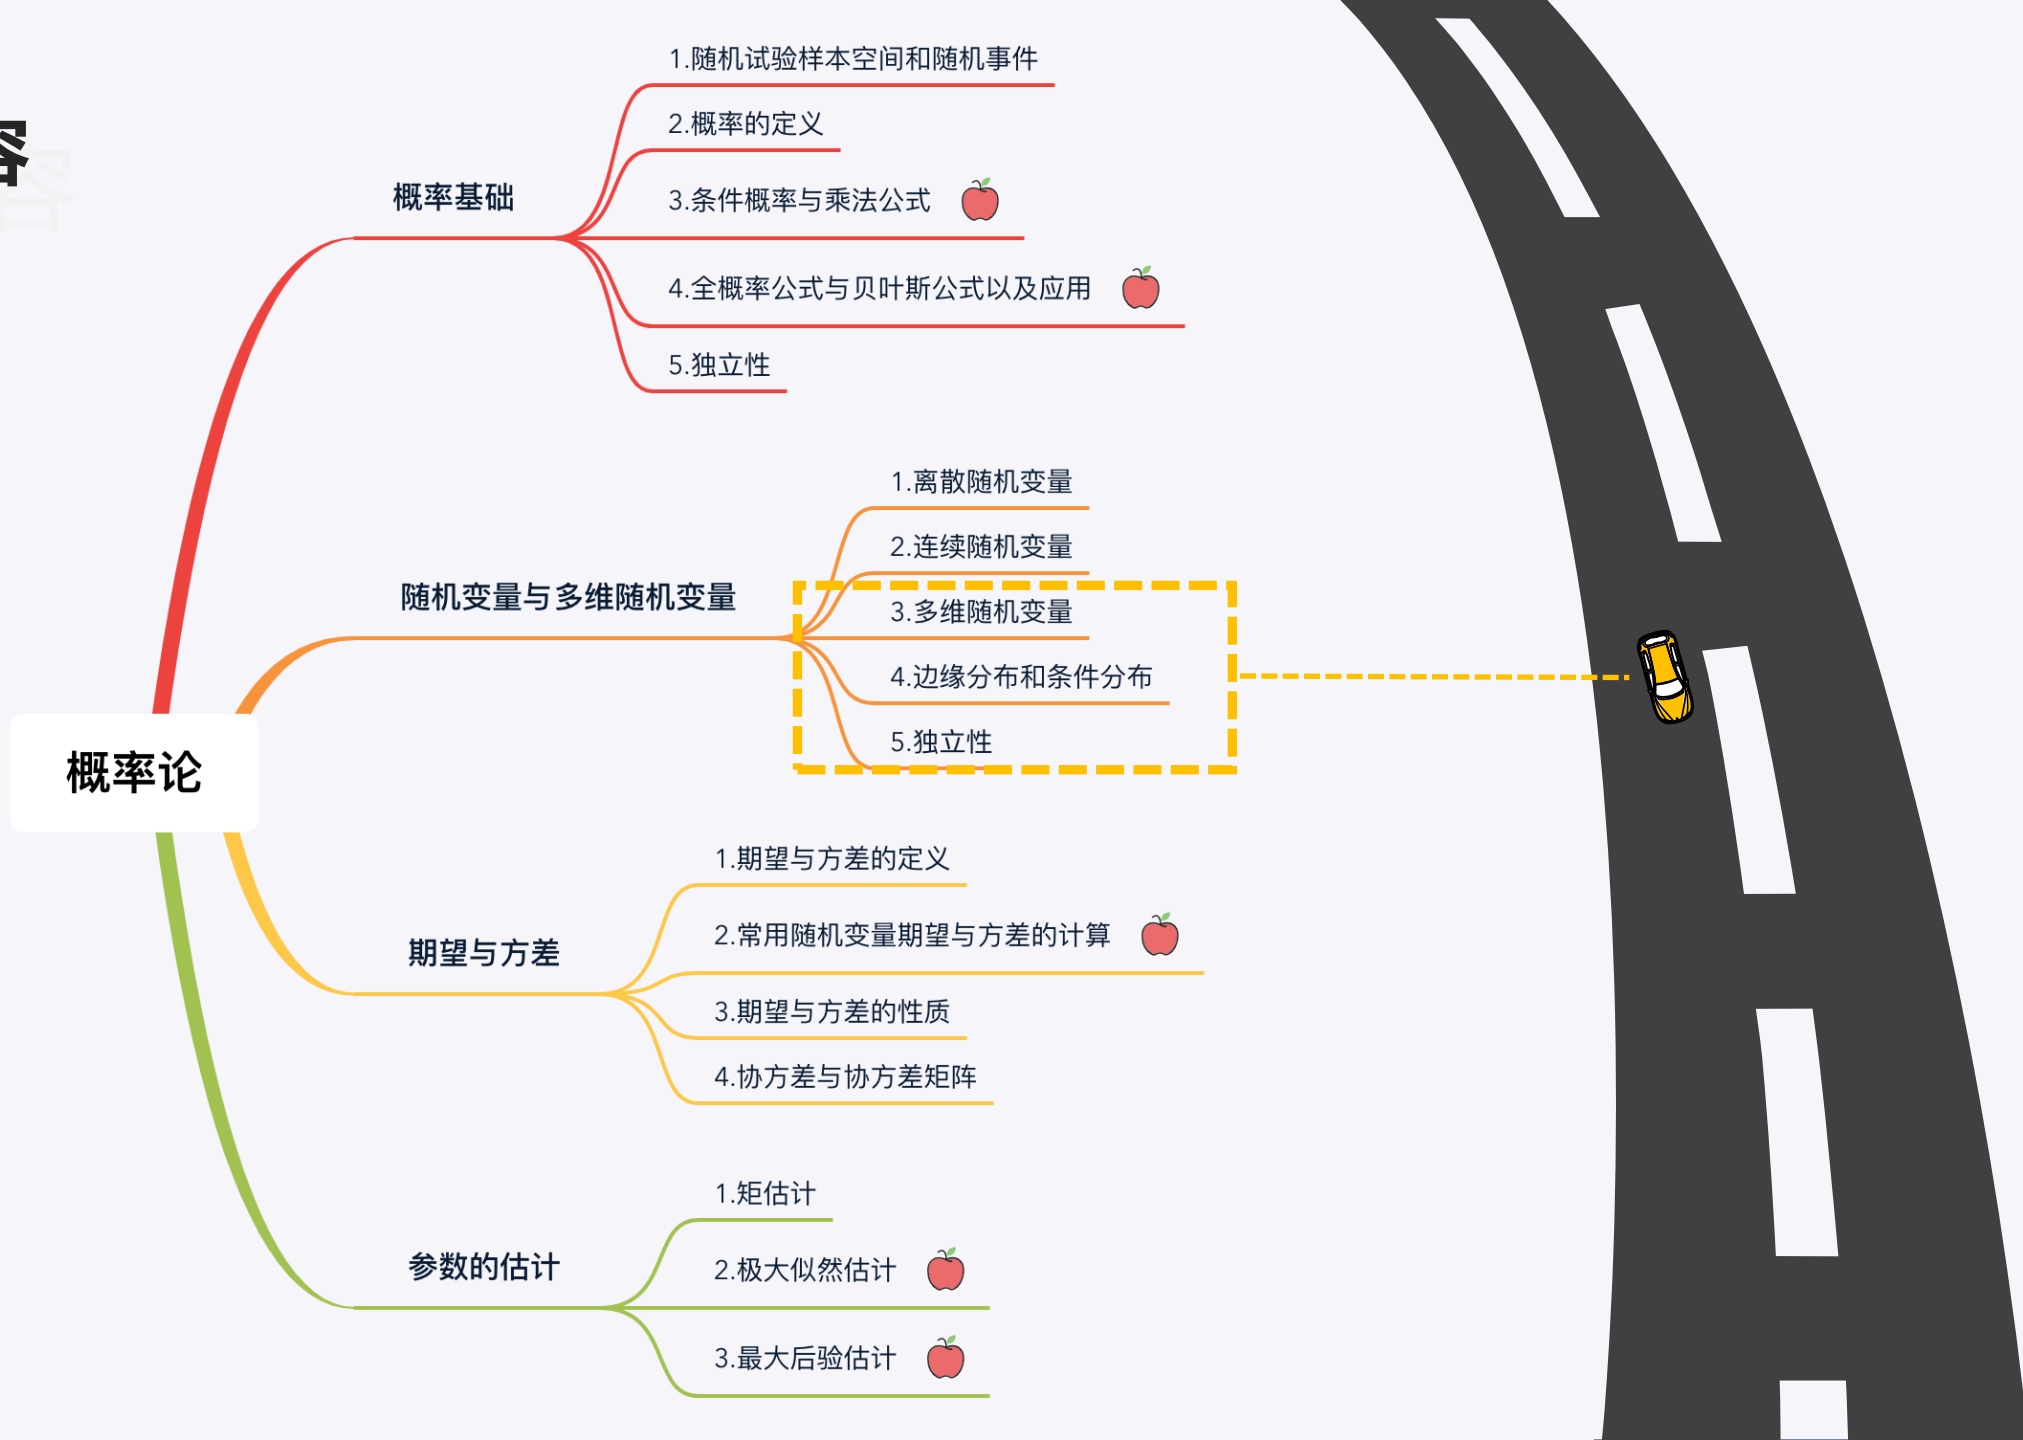 概率论
概率基础
1.随机试验样本空间和随机事件
2.概率的定义
3.条件概率与乘法公式
4.全概率公式与贝叶斯公式以及应用
5.独立性
随机变量与多维随机变量
1.离散随机变量
2.连续随机变量
3.多维随机变量
4.边缘分布和条件分布
5.独立性
期望与方差
1.期望与方差的定义
2.常用随机变量期望与方差的计算
3.期望与方差的性质
4.协方差与协方差矩阵
参数的估计
1.矩估计
2.极大似然估计
3.最大后验估计